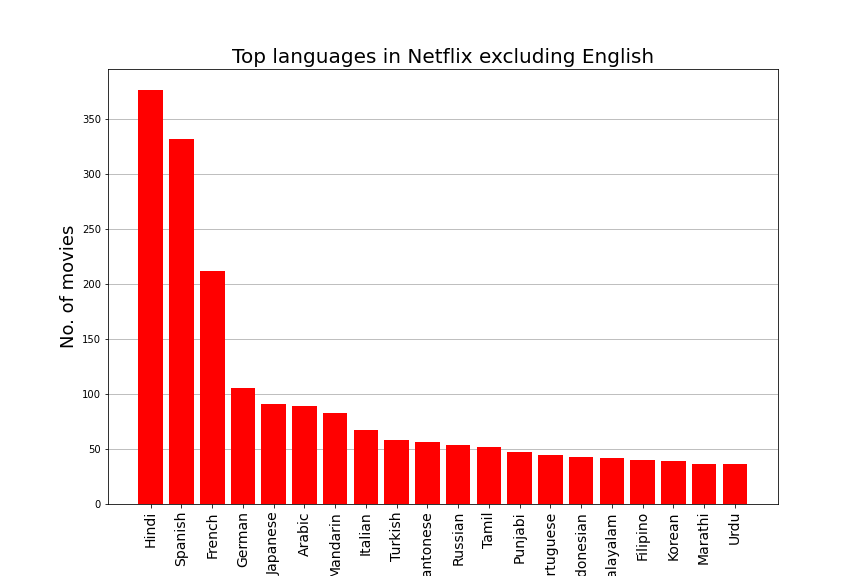 Top languages in Netflix excluding English
No. of movies
350
300
250
200
150
100
50
0
Hindi
Spanish
French
German
Japanese
Arabic
Mandarin
Italian
Turkish
antonese
Russian
Tamil
Punjabi
rtuguese
donesian
alayalam
Filipino
Korean
Marathi
Urdu